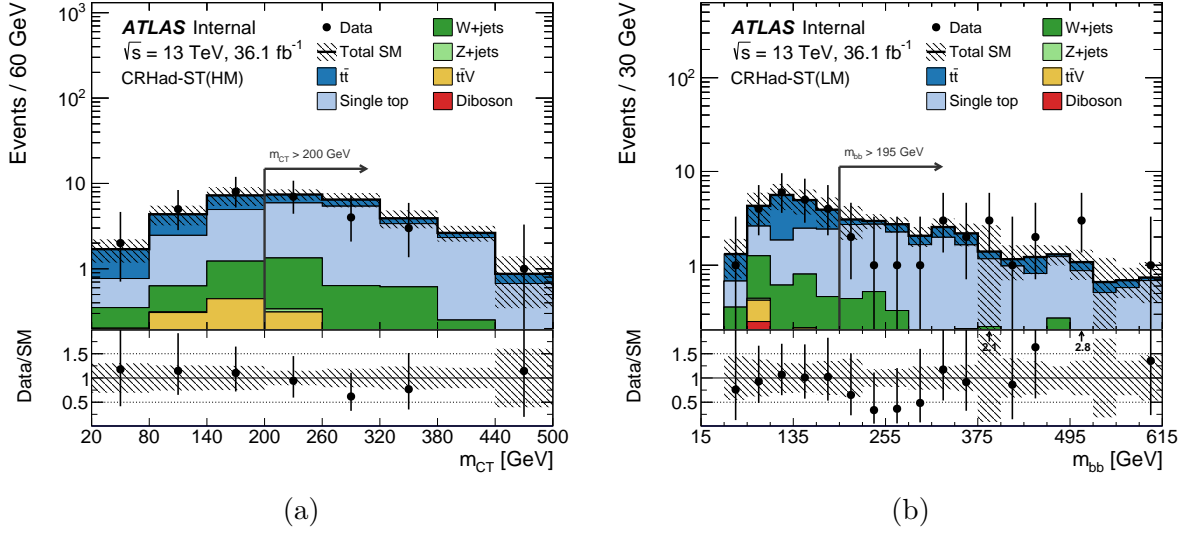 Events / 60 GeV
10³
10²
10
1
ATLAS Internal
√s = 13 TeV, 36.1 fb⁻¹
CRHad-ST(HM)
Data
Total SM
tt̄
Single top
W+jets
Z+jets
tt̄V
Diboson
m_CT > 200 GeV
Data/SM
1.5
1
0.5
20 80 140 200 260 320 380 440 500
m_CT [GeV]
(a)
Events / 30 GeV
10²
10
1
ATLAS Internal
√s = 13 TeV, 36.1 fb⁻¹
CRHad-ST(LM)
Data
Total SM
tt̄
Single top
W+jets
Z+jets
tt̄V
Diboson
m_bb > 195 GeV
Data/SM
1.5
1
0.5
2.1
2.8
15 135 255 375 495 615
m_bb [GeV]
(b)